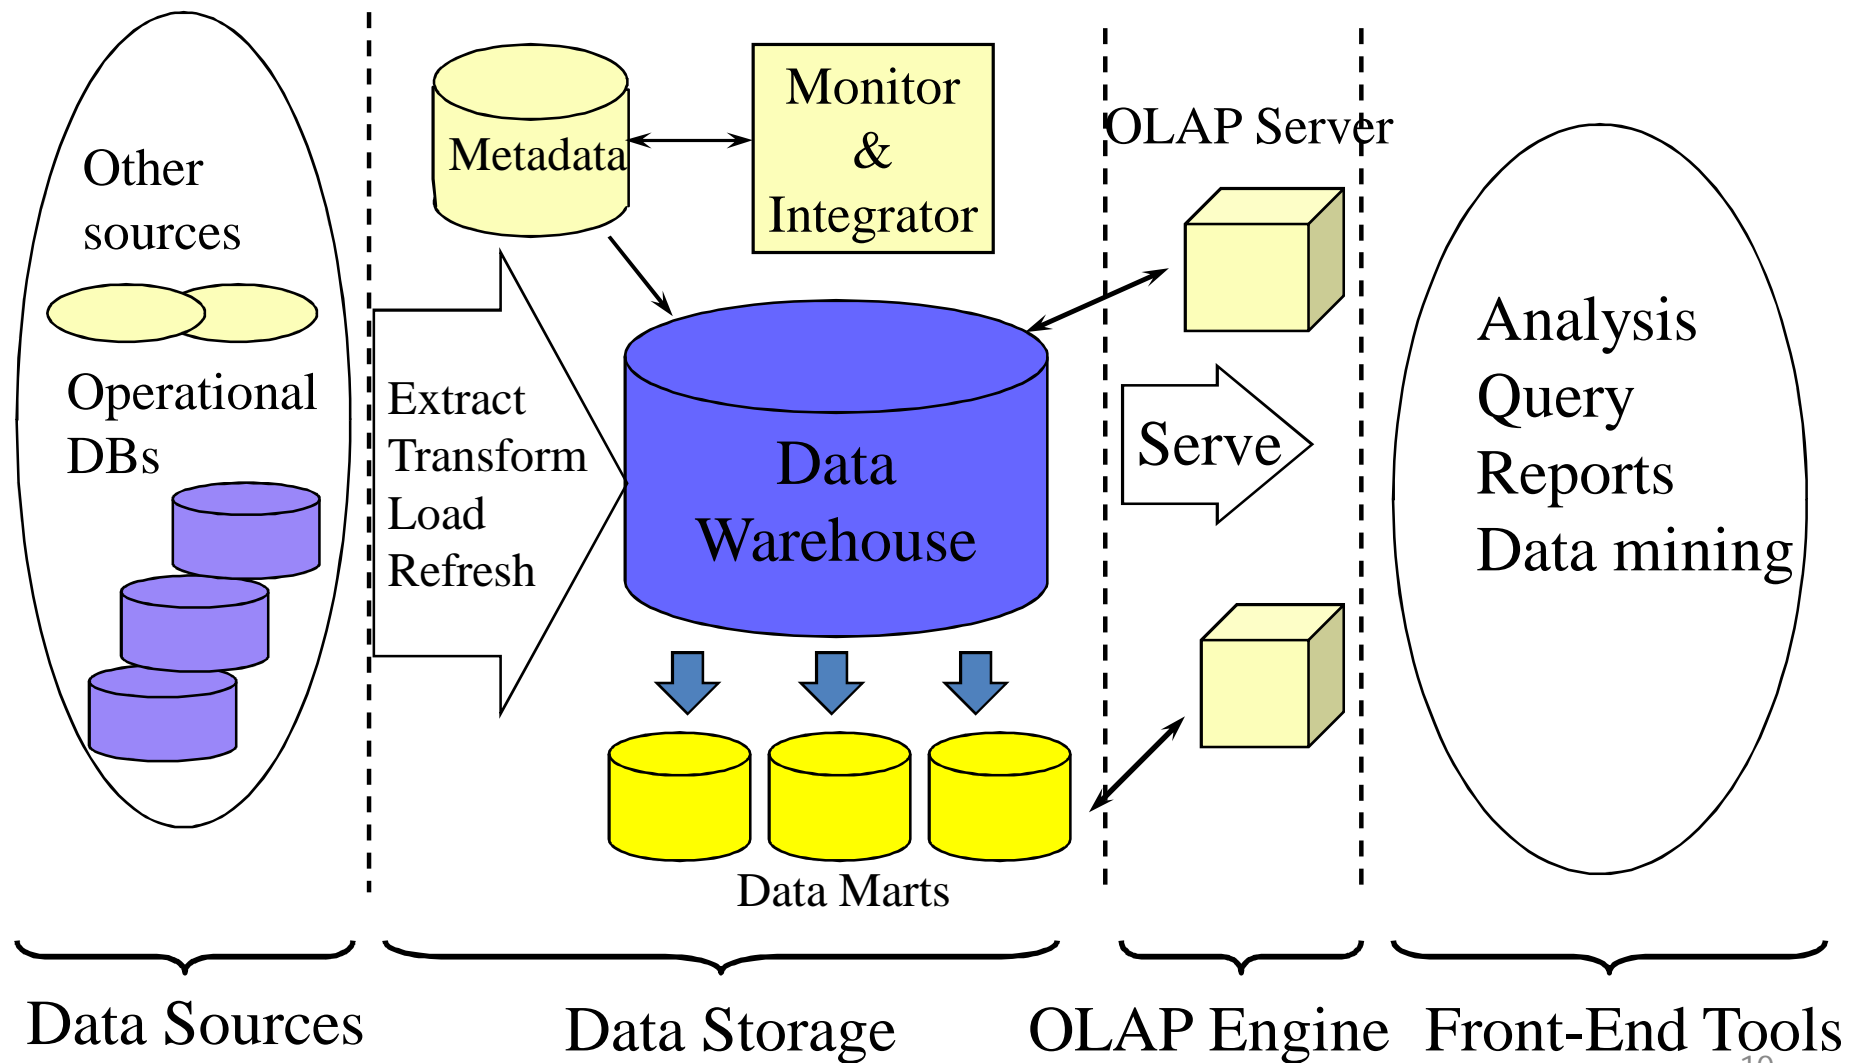 Other
sources
Operational
DBs
Metadata
Monitor
&
Integrator
Extract
Transform
Load
Refresh
Data
Warehouse
Data Marts
OLAP Server
Serve
Analysis
Query
Reports
Data mining
Data Sources
Data Storage
OLAP Engine
Front-End Tools